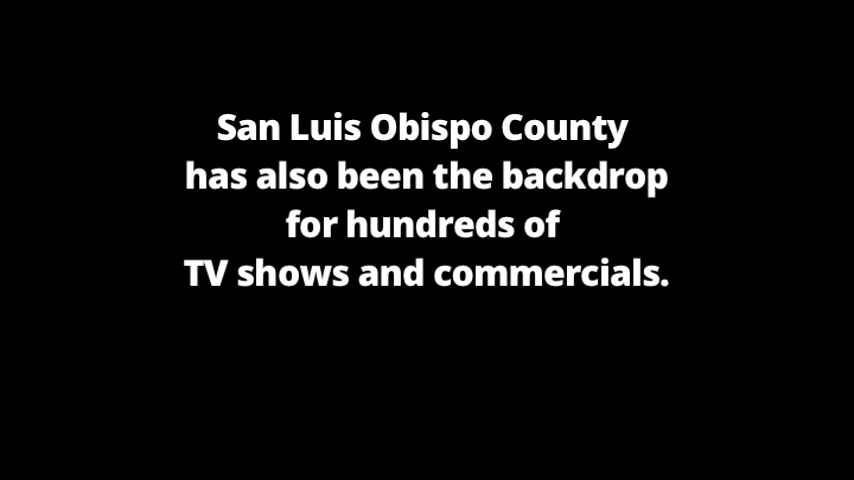 San Luis Obispo County
has also been the backdrop
for hundreds of
TV shows and commercials.